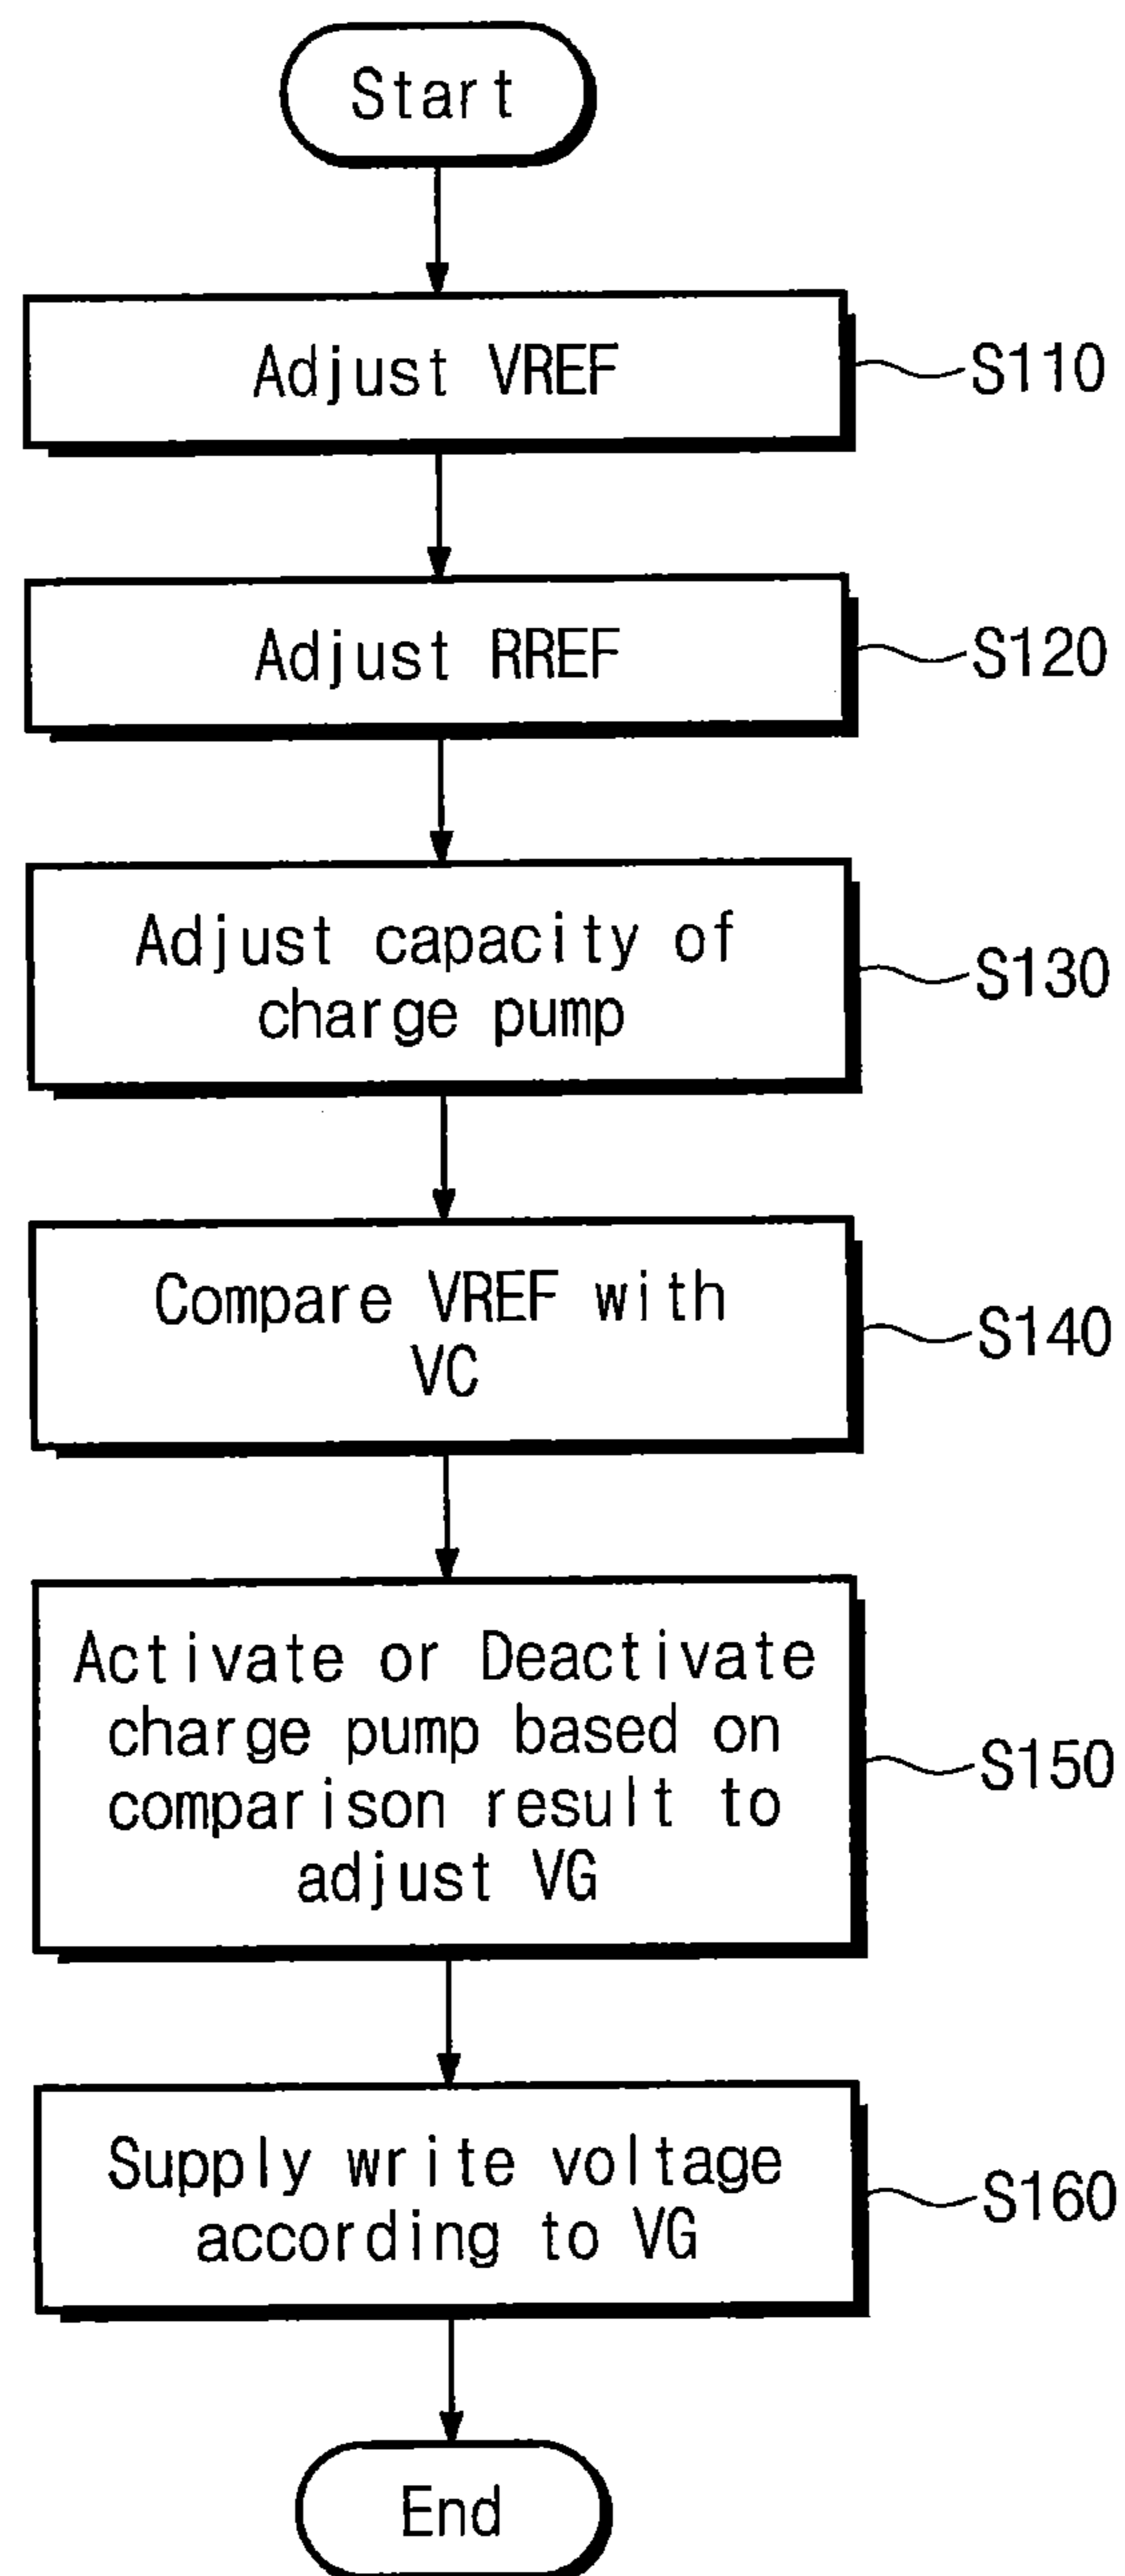 Start
Adjust VREF
S110
Adjust RREF
S120
Adjust capacity of
charge pump
S130
Compare VREF with
VC
S140
Activate or Deactivate
charge pump based on
comparison result to
adjust VG
S150
Supply write voltage
according to VG
S160
End